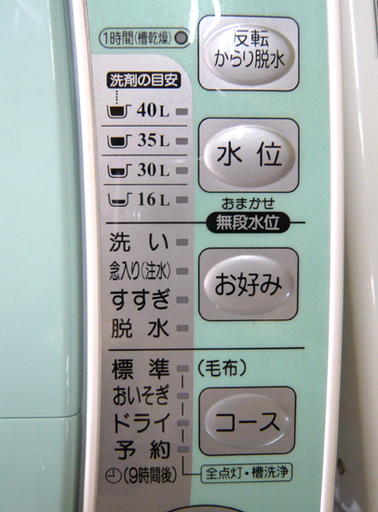 1時間(槽乾燥)
反転
からり脱水
洗剤の目安
40L
35L
30L
16L
水位
おまかせ
無段水位
洗い
念入り(注水)
すすぎ
脱水
お好み
標準(毛布)
おいそぎ
ドライ
予約
(9時間後)
コース
全点灯・槽洗浄